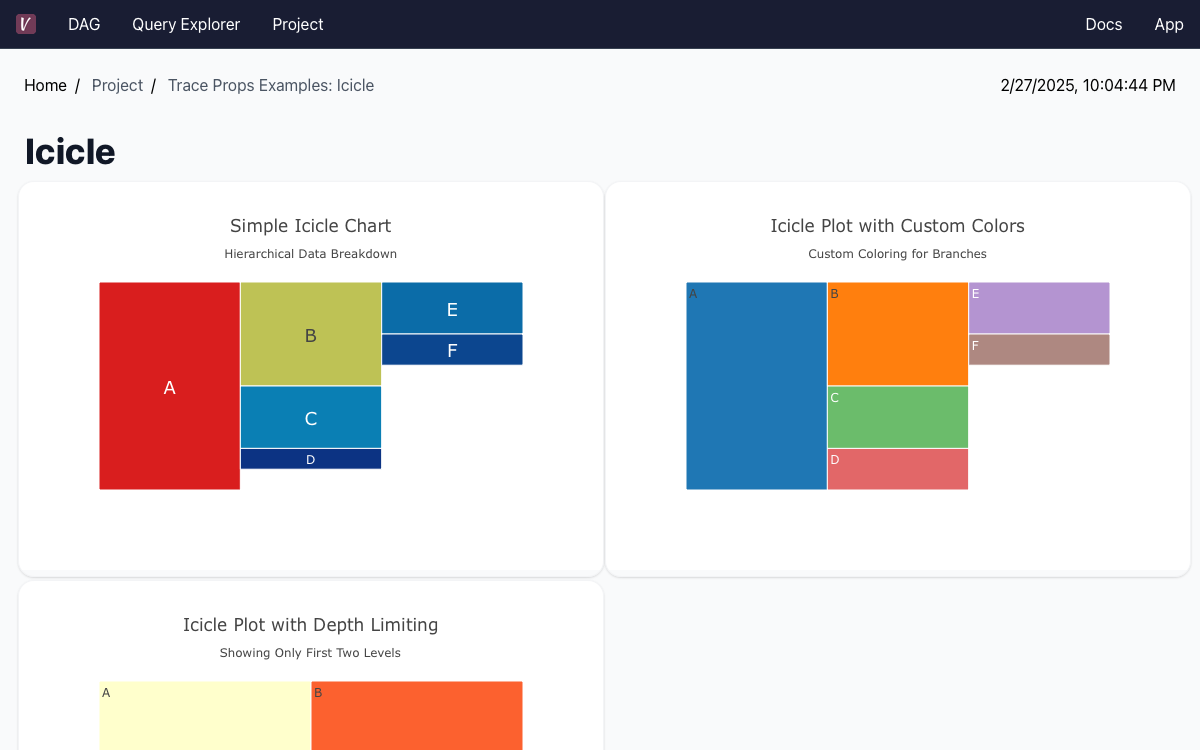 V DAG Query Explorer Project Docs App
Home / Project / Trace Props Examples: Icicle 2/27/2025, 10:04:44 PM
Icicle
Simple Icicle Chart
Hierarchical Data Breakdown
A
B
C
D
E
F
Icicle Plot with Custom Colors
Custom Coloring for Branches
A
B
C
D
E
F
Icicle Plot with Depth Limiting
Showing Only First Two Levels
A
B